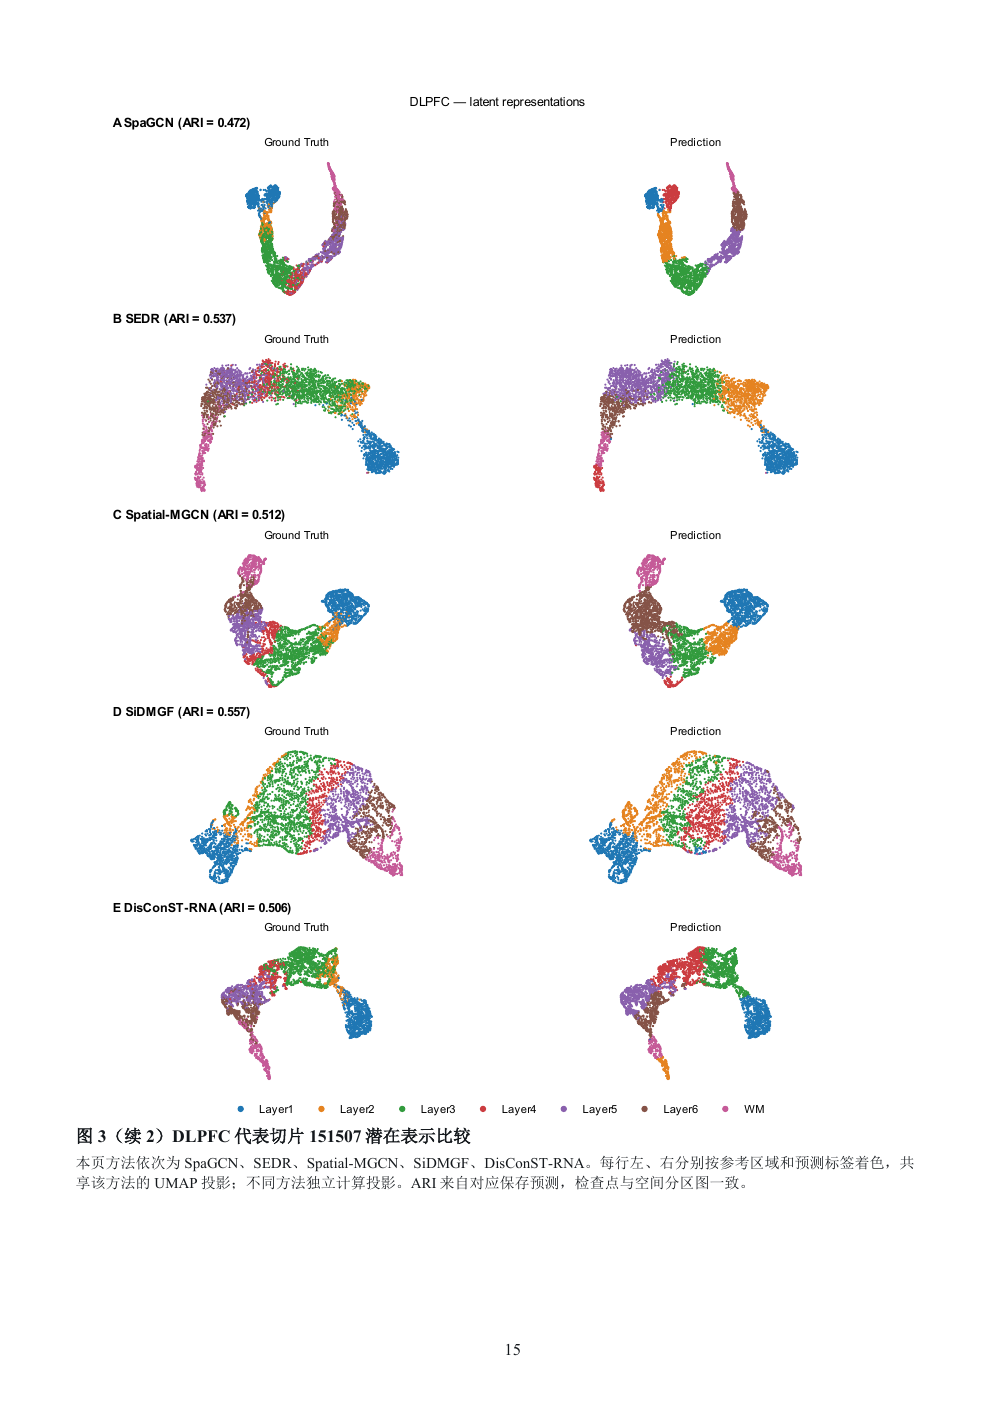 DLPFC — latent representations
A SpaGCN (ARI = 0.472)
Ground Truth
Prediction
B SEDR (ARI = 0.537)
Ground Truth
Prediction
C Spatial-MGCN (ARI = 0.512)
Ground Truth
Prediction
D SiDMGF (ARI = 0.557)
Ground Truth
Prediction
E DisConST-RNA (ARI = 0.506)
Ground Truth
Prediction
Layer1 Layer2 Layer3 Layer4 Layer5 Layer6 WM
图 3（续 2）DLPFC 代表切片 151507 潜在表示比较
本页方法依次为 SpaGCN、SEDR、Spatial-MGCN、SiDMGF、DisConST-RNA。每行左、右分别按参考区域和预测标签着色，共
享该方法的 UMAP 投影；不同方法独立计算投影。ARI 来自对应保存预测，检查点与空间分区图一致。
15